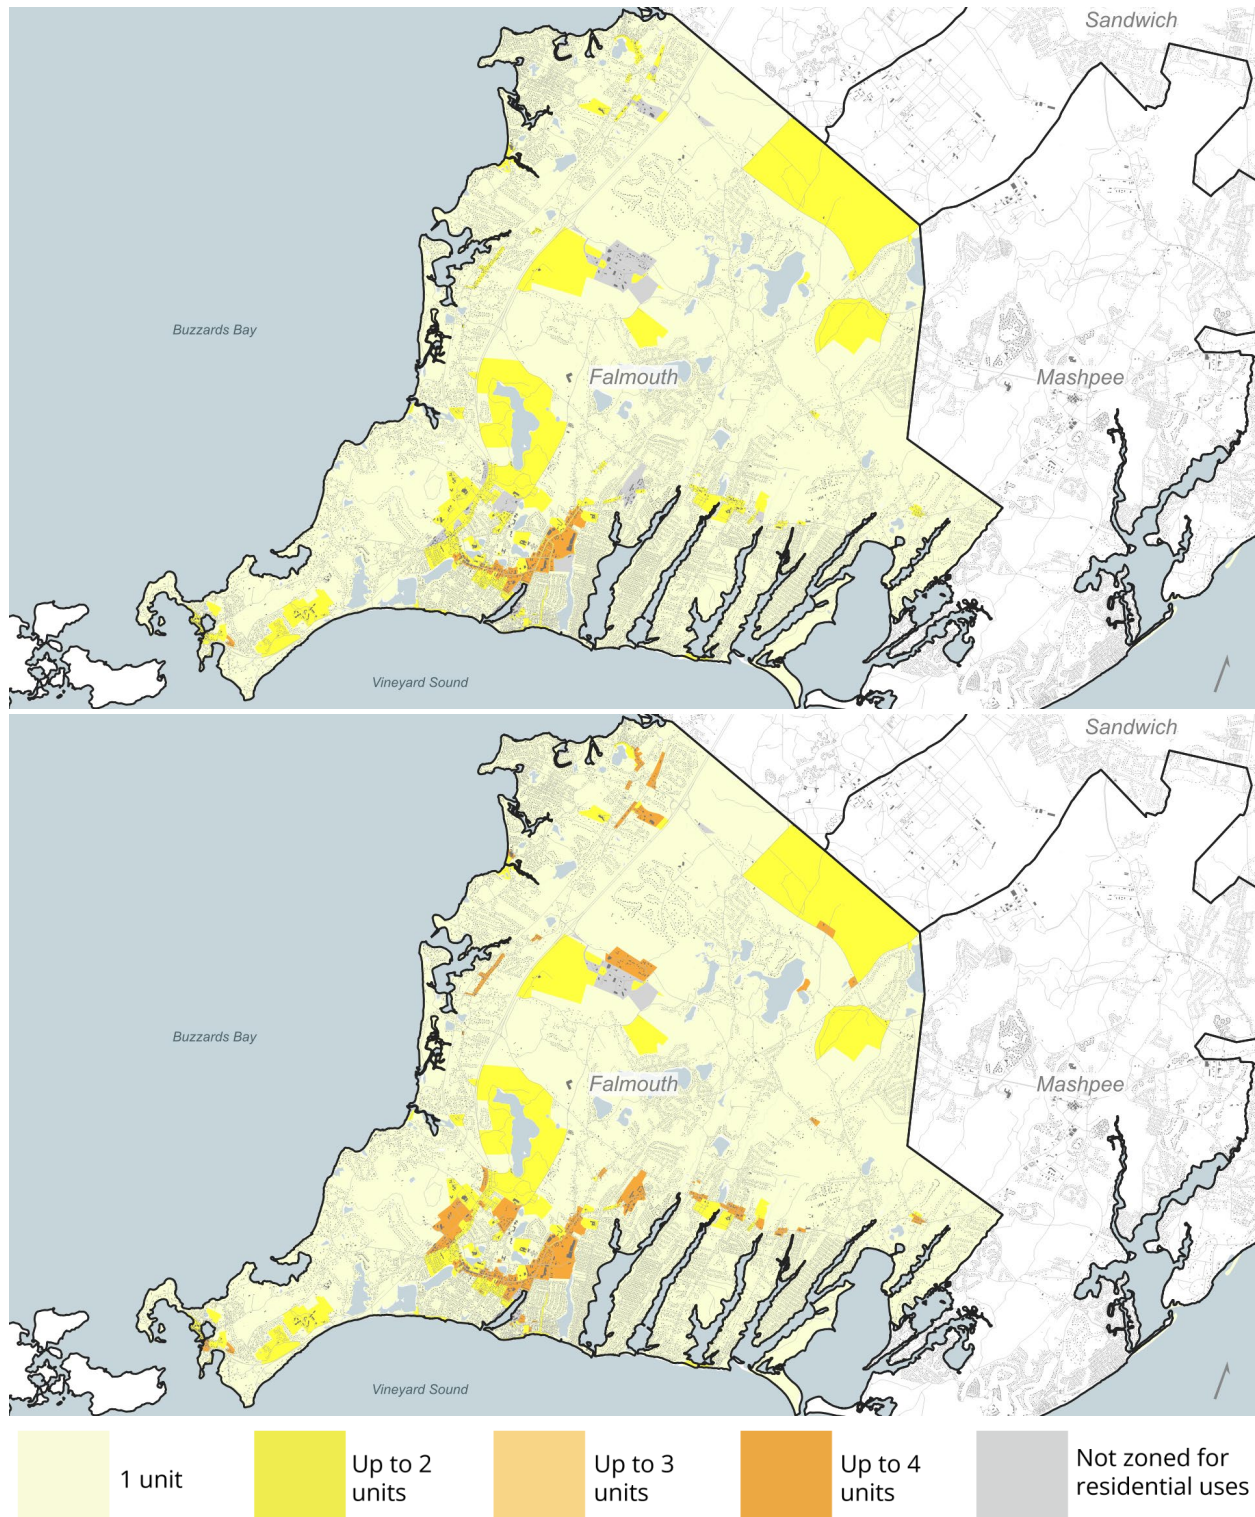 Sandwich
Buzzards Bay
Falmouth
Mashpee
Vineyard Sound
Sandwich
Buzzards Bay
Falmouth
Mashpee
Vineyard Sound
1 unit
Up to 2
units
Up to 3
units
Up to 4
units
Not zoned for
residential uses